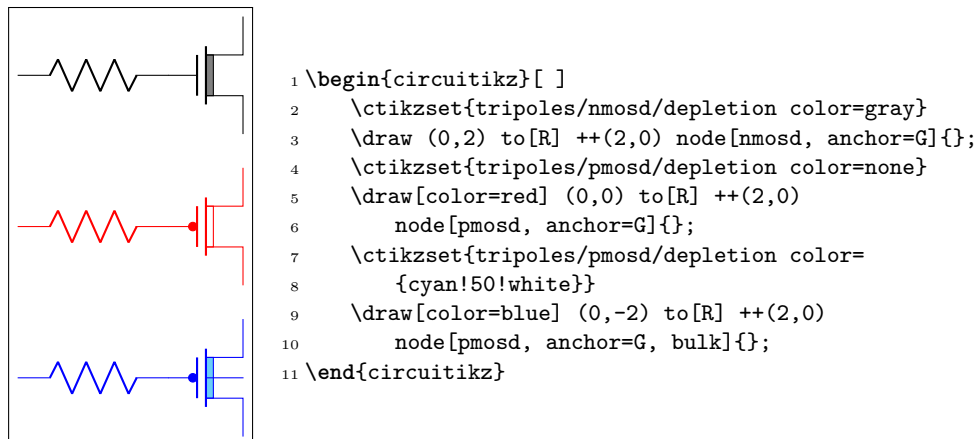 1 \begin{circuitikz}[ ]
2 \ctikzset{tripoles/nmosd/depletion color=gray}
3 \draw (0,2) to[R] ++(2,0) node[nmosd, anchor=G]{};
4 \ctikzset{tripoles/pmosd/depletion color=none}
5 \draw[color=red] (0,0) to[R] ++(2,0)
6 node[pmosd, anchor=G]{};
7 \ctikzset{tripoles/pmosd/depletion color=
8 {cyan!50!white}}
9 \draw[color=blue] (0,-2) to[R] ++(2,0)
10 node[pmosd, anchor=G, bulk]{};
11 \end{circuitikz}